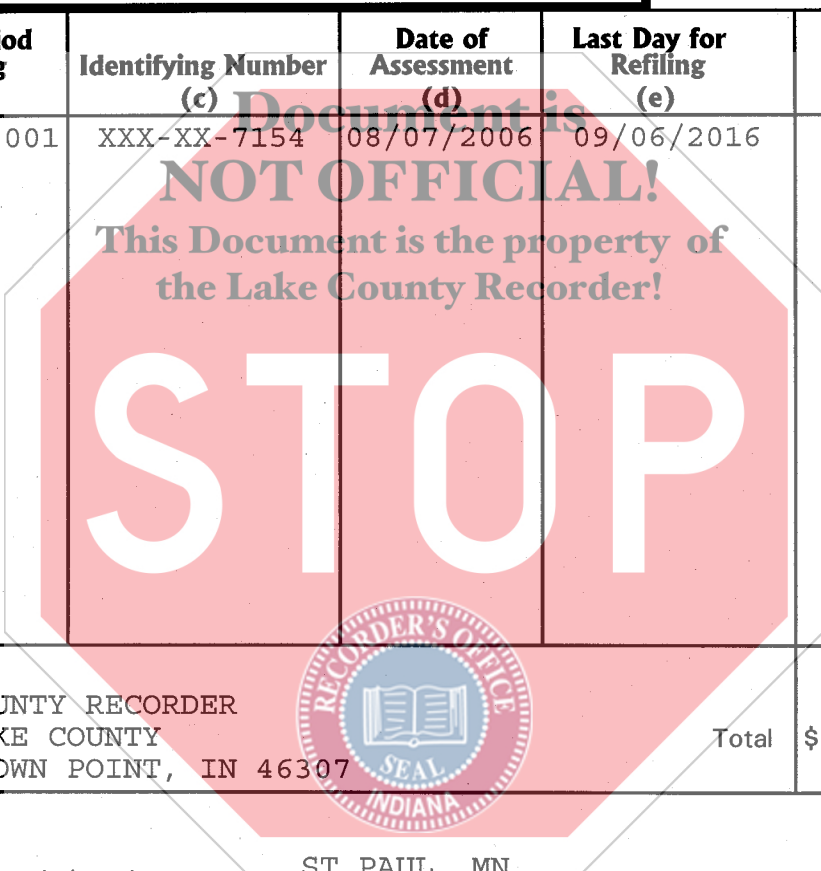 iod
g
Identifying Number
(c)
Date of
Assessment
(d)
Last Day for
Refiling
(e)
Document is
001 XXX-XX-7154 08/07/2006 09/06/2016
NOT OFFICIAL!
This Document is the property of
the Lake County Recorder!
STOP
RECORDER'S OFFICE
SEAL
INDIANA
UNTY RECORDER
KE COUNTY
OWN POINT, IN 46307
Total $
ST PAUL, MN